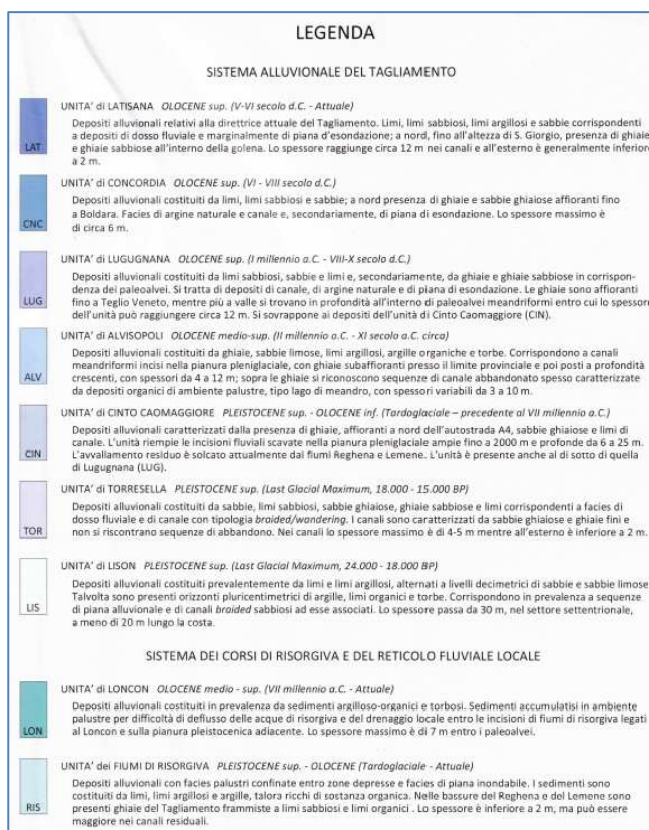 LEGENDA
SISTEMA ALLUVIONALE DEL TAGLIAMENTO
UNITA' di LATISANA OLOCENE sup. (V-VI secolo d.C. - Attuale)
Depositi alluvionali relativi alla direttrice attuale del Tagliamento. Limi, limi sabbiosi, limi argillosi e sabbie corrispondenti
a depositi di dosso fluviale e marginalmente di piana d'esondazione; a nord, fino all'altezza di S. Giorgio, presenza di ghiaie
e ghiaie sabbiose all'interno della golena. Lo spessore raggiunge circa 12 m nei canali e all'esterno è generalmente inferiore
a 2 m.
LAT
UNITA' di CONCORDIA OLOCENE sup. (VI - VIII secolo d.C.)
Depositi alluvionali costituiti da limi, limi sabbiosi e sabbie; a nord presenza di ghiaie e sabbie ghiaiose affioranti fino
a Boldara. Facies di argine naturale e canale e, secondariamente, di piana di esondazione. Lo spessore massimo è
di circa 6 m.
CNC
UNITA' di LUGUGNANA OLOCENE sup. (I millennio a.C. - VIII-X secolo d.C.)
Depositi alluvionali costituiti da limi sabbiosi, sabbie e limi e, secondariamente, da ghiaie e ghiaie sabbiose in corrispon-
denza dei paleoalvei. Si tratta di depositi di canale, di argine naturale e di piana di esondazione. Le ghiaie sono affioranti
fino a Teglio Veneto, mentre più a valle si trovano in profondità all'interno di paleoalvei meandriformi entro cui lo spessore
dell'unità può raggiungere circa 12 m. Si sovrappone ai depositi dell'unità di Cinto Caomaggiore (CIN).
LUG
UNITA' di ALVISOPOLI OLOCENE medio-sup. (II millennio a.C. - XI secolo a.C. circa)
Depositi alluvionali costituiti da ghiaie, sabbie limose, limi argillosi, argille organiche e torbe. Corrispondono a canali
meandriformi incisi nella pianura pleniglaciale, con ghiaie subaffioranti presso il limite provinciale e poi posti a profondità
crescenti, con spessori da 4 a 12 m; sopra le ghiaie si riconoscono sequenze di canale abbandonato spesso caratterizzate
da depositi organici di ambiente palustre, tipo lago di meandro, con spessori variabili da 3 a 10 m.
ALV
UNITA' di CINTO CAOMAGGIORE PLEISTOCENE sup. - OLOCENE inf. (Tardoglaciale – precedente al VII millennio a.C.)
Depositi alluvionali caratterizzati dalla presenza di ghiaie, affioranti a nord dell'autostrada A4, sabbie ghiaiose e limi di
canale. L'unità riempie le incisioni fluviali scavate nella pianura pleniglaciale ampie fino a 2000 m e profonde da 6 a 25 m.
L'avvallamento residuo è solcato attualmente dai fiumi Reghena e Lemene. L'unità è presente anche al di sotto di quella
di Lugugnana (LUG).
CIN
UNITA' di TORRESELLA PLEISTOCENE sup. (Last Glacial Maximum, 18.000 - 15.000 BP)
Depositi alluvionali costituiti da sabbie, limi sabbiosi, sabbie ghiaiose, ghiaie sabbiose e limi corrispondenti a facies di
dosso fluviale e di canale con tipologia braided/wandering. I canali sono caratterizzati da sabbie ghiaiose e ghiaie fini e
non si riscontrano sequenze di abbandono. Nei canali lo spessore massimo è di 4-5 m mentre all'esterno è inferiore a 2 m.
TOR
UNITA' di LISON PLEISTOCENE sup. (Last Glacial Maximum, 24.000 - 18.000 BP)
Depositi alluvionali costituiti prevalentemente da limi e limi argillosi, alternati a livelli decimetrici di sabbie e sabbie limose.
Talvolta sono presenti orizzonti pluricentimetrici di argille, limi organici e torbe. Corrispondono in prevalenza a sequenze
di piana alluvionale e di canali braided sabbiosi ad esse associati. Lo spessore passa da 30 m, nel settore settentrionale,
a meno di 20 m lungo la costa.
LIS
SISTEMA DEI CORSI DI RISORGIVA E DEL RETICOLO FLUVIALE LOCALE
UNITA' di LONCON OLOCENE medio - sup. (VII millennio a.C. - Attuale)
Depositi alluvionali costituiti in prevalenza da sedimenti argilloso-organici e torbosi. Sedimenti accumulatisi in ambiente
palustre per difficoltà di deflusso delle acque di risorgiva e del drenaggio locale entro le incisioni di fiumi di risorgiva legati
al Loncon e sulla pianura pleistocenica adiacente. Lo spessore massimo è di 7 m entro i paleoalvei.
LON
UNITA' dei FIUMI DI RISORGIVA PLEISTOCENE sup. - OLOCENE (Tardoglaciale - Attuale)
Depositi alluvionali con facies palustri confinate entro zone depresse e facies di piana inondabile. I sedimenti sono
costituiti da limi, limi argillosi e argille, talora ricchi di sostanza organica. Nelle bassure del Reghena e del Lemene sono
presenti ghiaie del Tagliamento frammiste a limi sabbiosi e limi organici . Lo spessore è inferiore a 2 m, ma può essere
maggiore nei canali residuali.
RIS